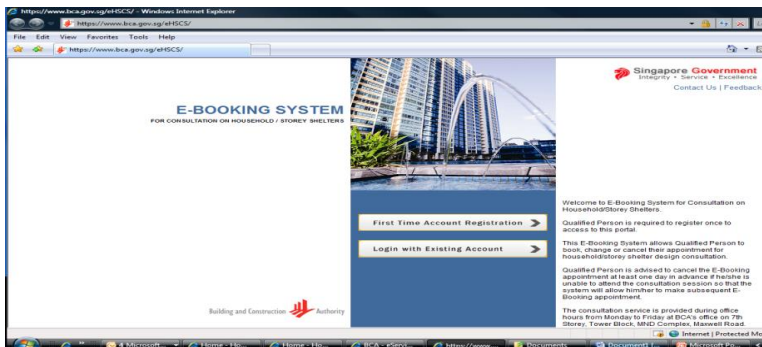 https://www.bca.gov.sg/eHSCS/ - Windows Internet Explorer
https://www.bca.gov.sg/eHSCS/
File Edit View Favorites Tools Help
https://www.bca.gov.sg/eHSCS/
Singapore Government
Integrity • Service • Excellence
Contact Us | Feedback
E-BOOKING SYSTEM
FOR CONSULTATION ON HOUSEHOLD / STOREY SHELTERS
First Time Account Registration
Login with Existing Account
Welcome to E-Booking System for Consultation on
Household/Storey Shelters.
Qualified Person is required to register once to
access to this portal.
This E-Booking System allows Qualified Person to
book, change or cancel their appointment for
household/storey shelter design consultation.
Qualified Person is advised to cancel the E-Booking
appointment at least one day in advance if he/she is
unable to attend the consultation session so that the
system will allow him/her to make subsequent E-
Booking appointment.
The consultation service is provided during office
hours from Monday to Friday at BCA's office on 7th
Storey, Tower Block, MND Complex, Maxwell Road.
Building and Construction Authority
Internet | Protected Mo
4 Microsoft... Home - Ho... Home - Ho... BCA - eServi... https://www.... Documents Document1 [... Microsoft Po...